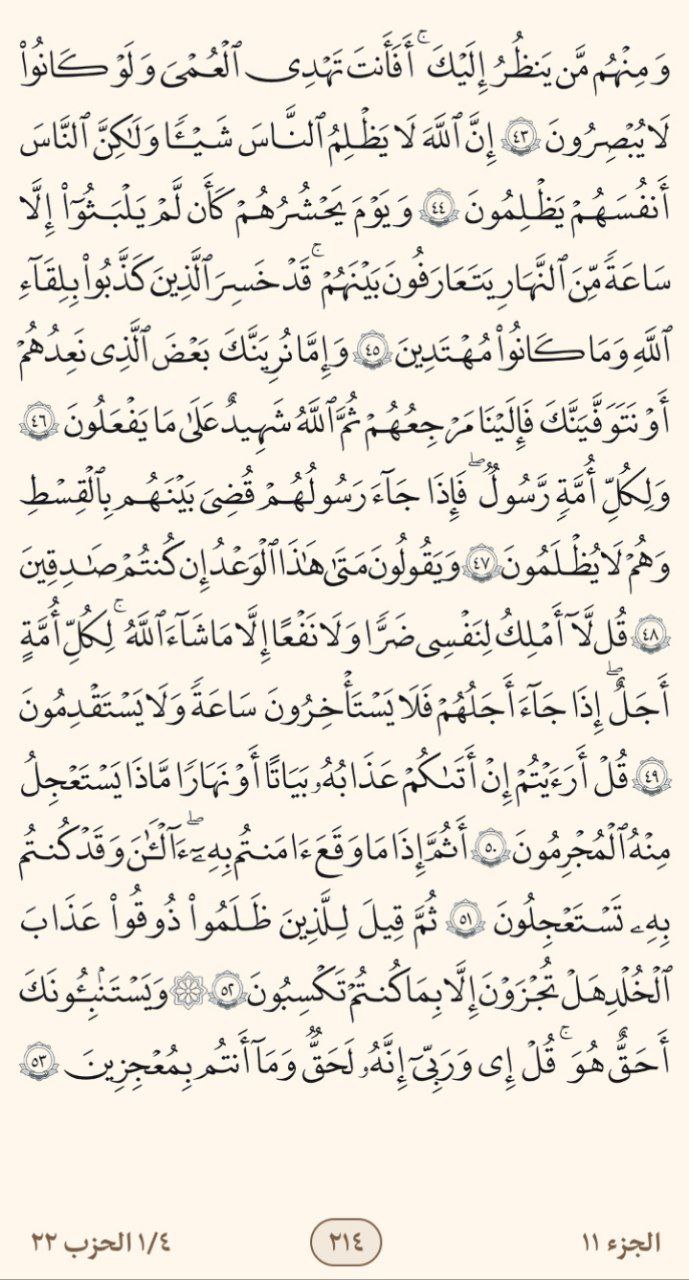 وَمِنْهُم مَّن يَنظُرُ إِلَيْكَۚ أَفَأَنتَ تَهْدِى ٱلْعُمْىَ وَلَوْ كَانُوا۟
لَا يُبْصِرُونَ ٤٣ إِنَّ ٱللَّهَ لَا يَظْلِمُ ٱلنَّاسَ شَيْـًٔا وَلَـٰكِنَّ ٱلنَّاسَ
أَنفُسَهُمْ يَظْلِمُونَ ٤٤ وَيَوْمَ يَحْشُرُهُمْ كَأَن لَّمْ يَلْبَثُوٓا۟ إِلَّا
سَاعَةً مِّنَ ٱلنَّهَارِ يَتَعَارَفُونَ بَيْنَهُمْۚ قَدْ خَسِرَ ٱلَّذِينَ كَذَّبُوا۟ بِلِقَآءِ
ٱللَّهِ وَمَا كَانُوا۟ مُهْتَدِينَ ٤٥ وَإِمَّا نُرِيَنَّكَ بَعْضَ ٱلَّذِى نَعِدُهُمْ
أَوْ نَتَوَفَّيَنَّكَ فَإِلَيْنَا مَرْجِعُهُمْ ثُمَّ ٱللَّهُ شَهِيدٌ عَلَىٰ مَا يَفْعَلُونَ ٤٦
وَلِكُلِّ أُمَّةٍ رَّسُولٌۖ فَإِذَا جَآءَ رَسُولُهُمْ قُضِىَ بَيْنَهُم بِٱلْقِسْطِ
وَهُمْ لَا يُظْلَمُونَ ٤٧ وَيَقُولُونَ مَتَىٰ هَـٰذَا ٱلْوَعْدُ إِن كُنتُمْ صَـٰدِقِينَ
٤٨ قُل لَّآ أَمْلِكُ لِنَفْسِى ضَرًّا وَلَا نَفْعًا إِلَّا مَا شَآءَ ٱللَّهُۚ لِكُلِّ أُمَّةٍ
أَجَلٌۖ إِذَا جَآءَ أَجَلُهُمْ فَلَا يَسْتَـْٔخِرُونَ سَاعَةً وَلَا يَسْتَقْدِمُونَ
٤٩ قُلْ أَرَءَيْتُمْ إِنْ أَتَىٰكُمْ عَذَابُهُۥ بَيَـٰتًا أَوْ نَهَارًا مَّاذَا يَسْتَعْجِلُ
مِنْهُ ٱلْمُجْرِمُونَ ٥٠ أَثُمَّ إِذَا مَا وَقَعَ ءَامَنتُم بِهِۦٓۖ ءَآلْـَٔـٰنَ وَقَدْ كُنتُم
بِهِۦ تَسْتَعْجِلُونَ ٥١ ثُمَّ قِيلَ لِلَّذِينَ ظَلَمُوا۟ ذُوقُوا۟ عَذَابَ
ٱلْخُلْدِ هَلْ تُجْزَوْنَ إِلَّا بِمَا كُنتُمْ تَكْسِبُونَ ٥٢ ۞ وَيَسْتَنۢبِـُٔونَكَ
أَحَقٌّ هُوَۚ قُلْ إِى وَرَبِّىٓ إِنَّهُۥ لَحَقٌّ وَمَآ أَنتُم بِمُعْجِزِينَ ٥٣
الجزء ١١ ٢١٤ ١/٤ الحزب ٢٢